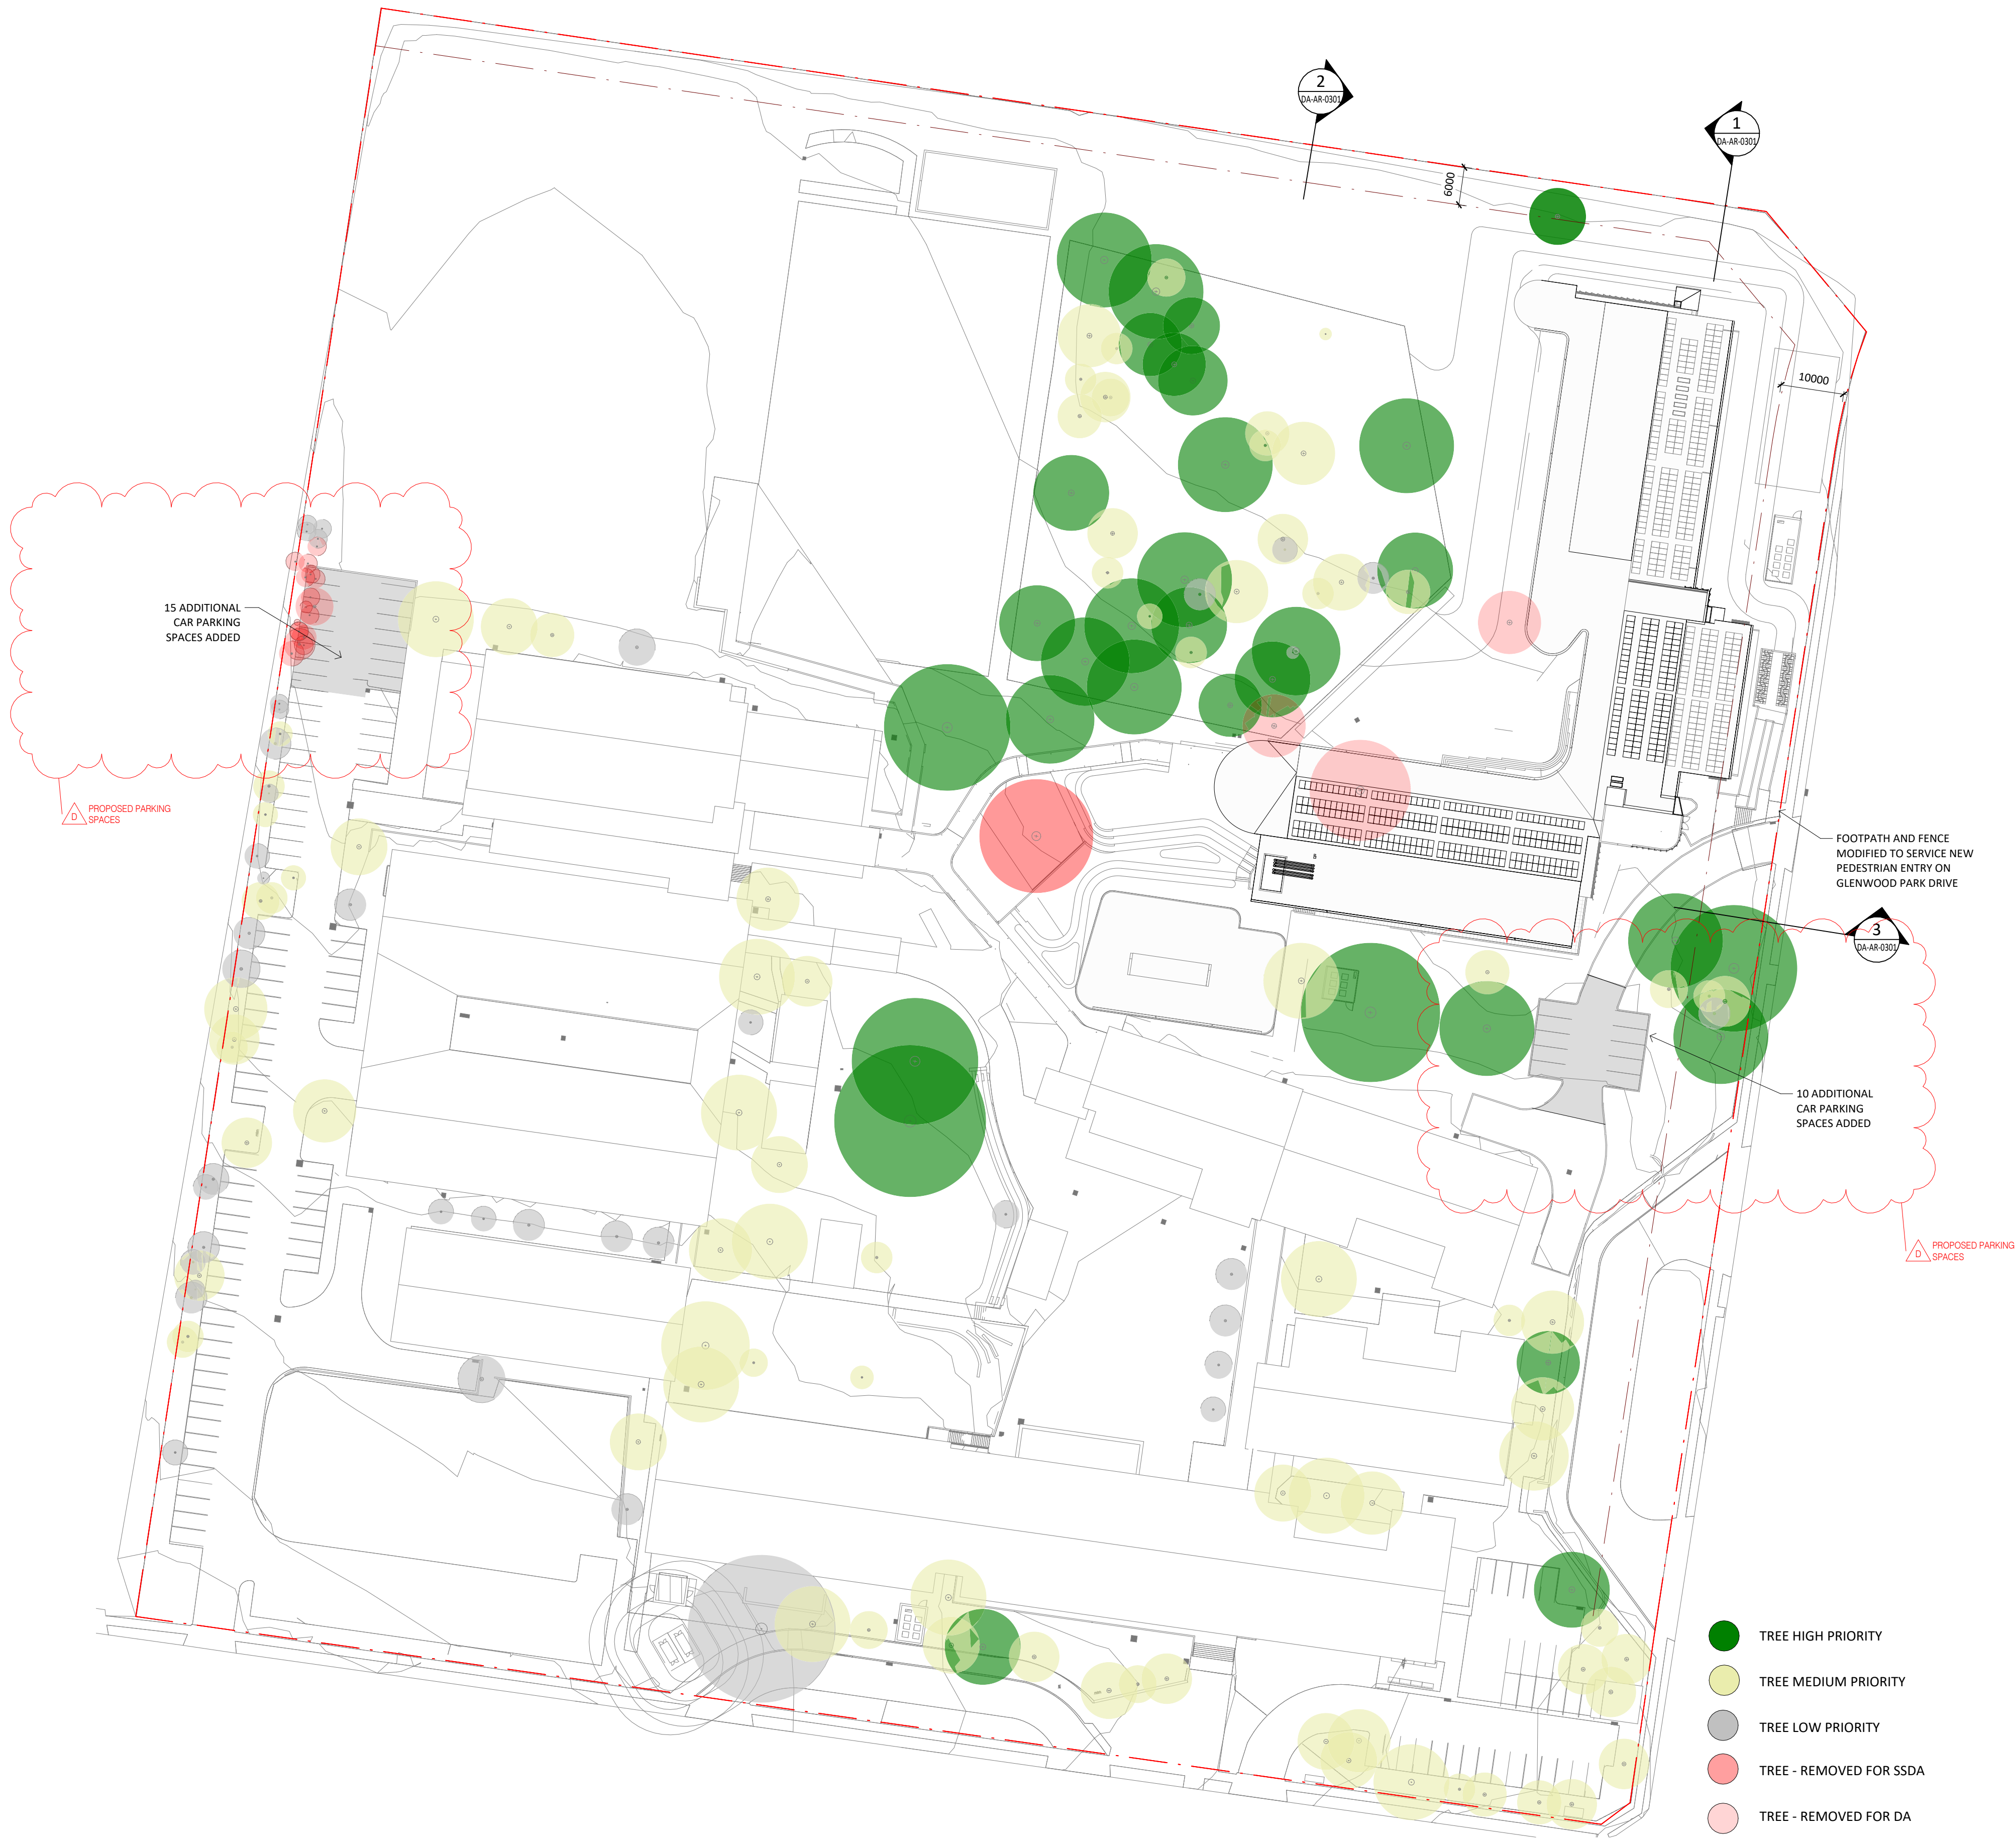 2
DA-AR-0301
1
DA-AR-0301
6000
10000
15 ADDITIONAL
CAR PARKING
SPACES ADDED
D
PROPOSED PARKING
SPACES
FOOTPATH AND FENCE
MODIFIED TO SERVICE NEW
PEDESTRIAN ENTRY ON
GLENWOOD PARK DRIVE
3
DA-AR-0301
10 ADDITIONAL
CAR PARKING
SPACES ADDED
D
PROPOSED PARKING
SPACES
TREE HIGH PRIORITY
TREE MEDIUM PRIORITY
TREE LOW PRIORITY
TREE - REMOVED FOR SSDA
TREE - REMOVED FOR DA